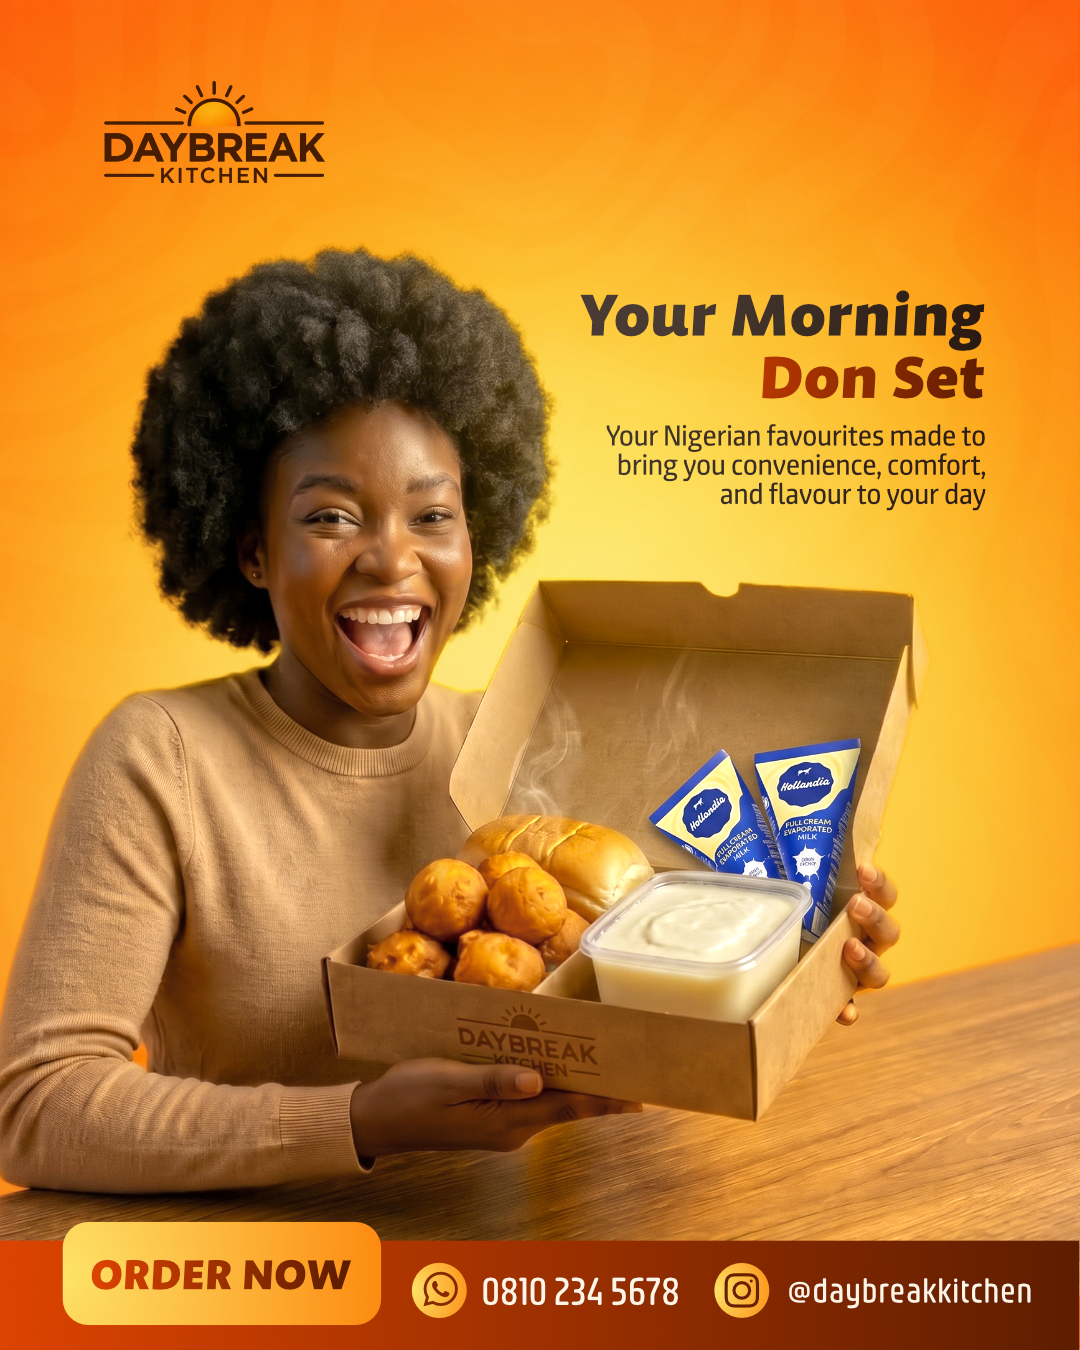 DAYBREAK
KITCHEN
Your Morning
Don Set
Your Nigerian favourites made to
bring you convenience, comfort,
and flavour to your day
Hollandia
FULL CREAM
EVAPORATED
MILK
Hollandia
FULL CREAM
EVAPORATED
MILK
DAYBREAK
KITCHEN
ORDER NOW
0810 234 5678
@daybreakkitchen